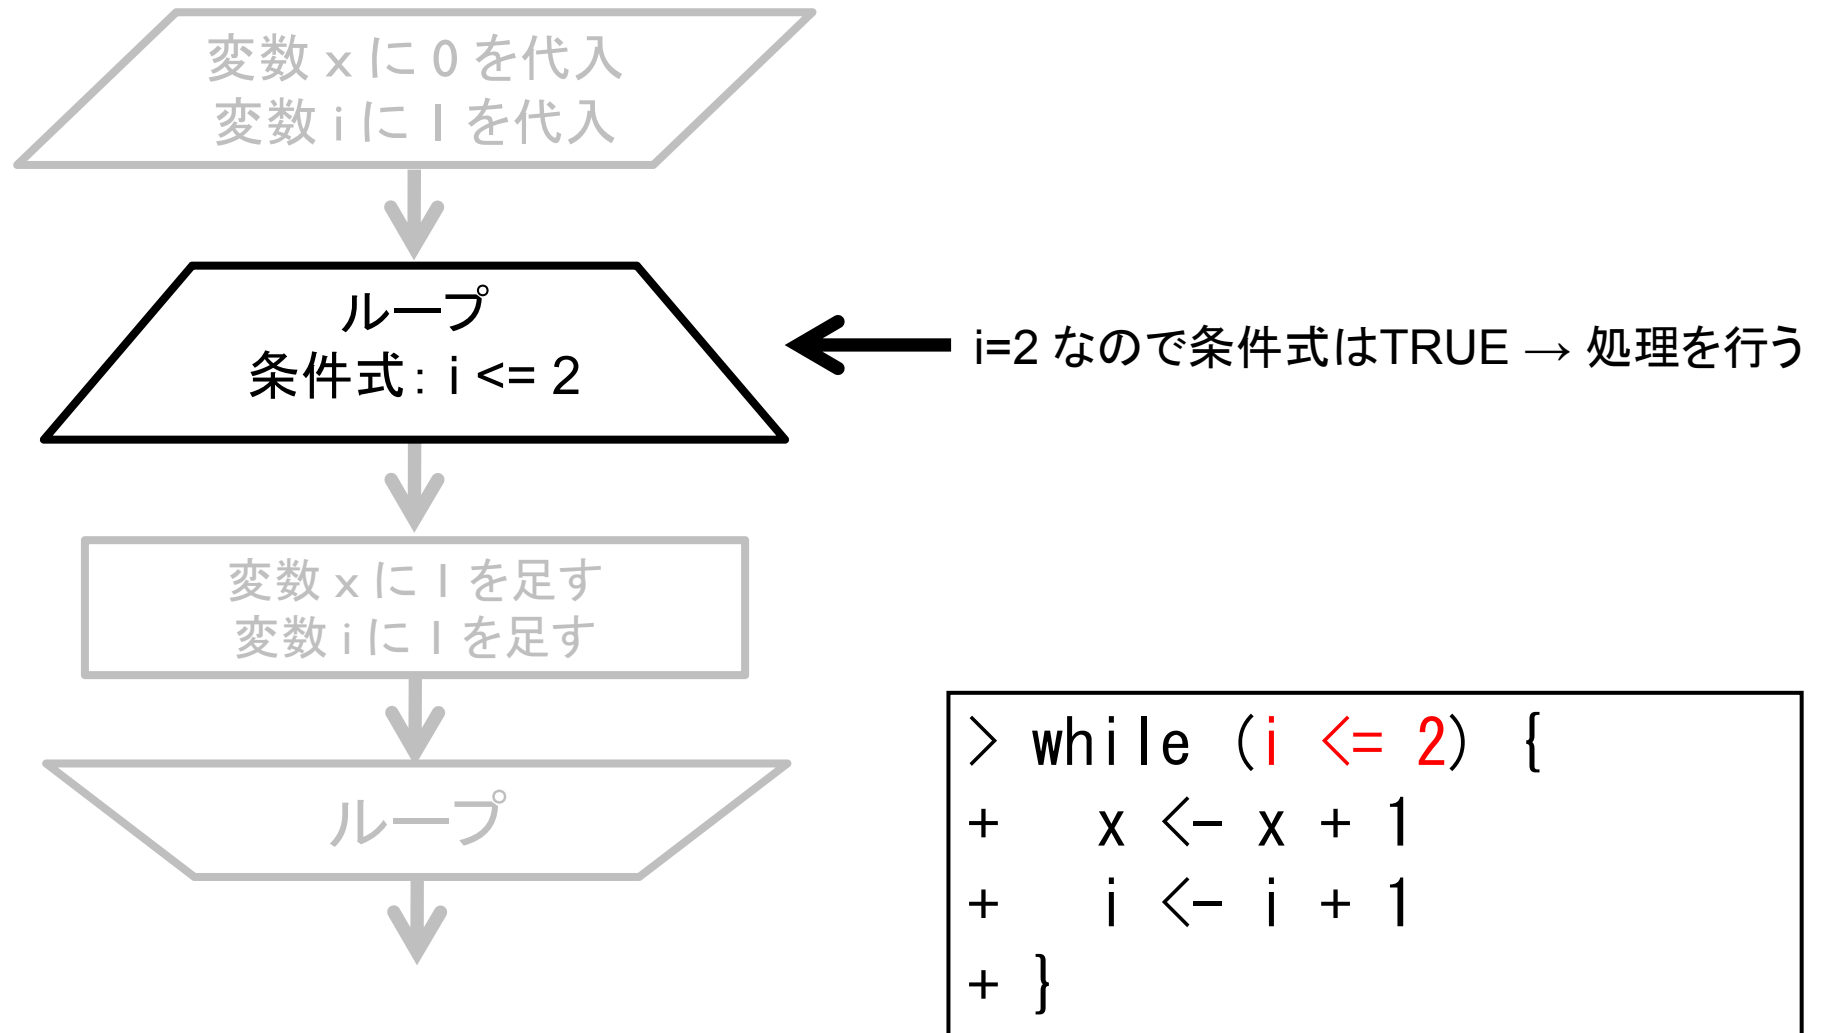 変数 x に 0 を代入
変数 i に 1 を代入
ループ
条件式: i <= 2
i=2 なので条件式はTRUE → 処理を行う
変数 x に 1 を足す
変数 i に 1 を足す
ループ
> while (i <= 2) {
+   x <- x + 1
+   i <- i + 1
+ }